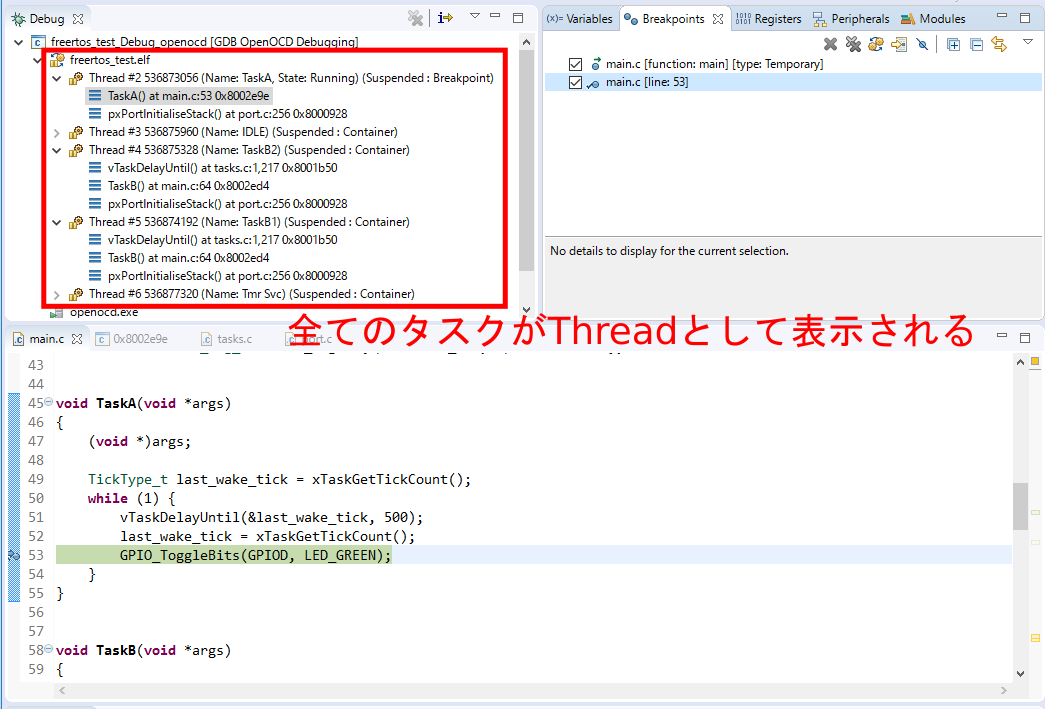 Debug
freertos_test_Debug_openocd [GDB OpenOCD Debugging]
freertos_test.elf
Thread #2 536873056 (Name: TaskA, State: Running) (Suspended : Breakpoint)
TaskA() at main.c:53 0x8002e9e
pxPortInitialiseStack() at port.c:256 0x8000928
Thread #3 536875960 (Name: IDLE) (Suspended : Container)
Thread #4 536875328 (Name: TaskB2) (Suspended : Container)
vTaskDelayUntil() at tasks.c:1,217 0x8001b50
TaskB() at main.c:64 0x8002ed4
pxPortInitialiseStack() at port.c:256 0x8000928
Thread #5 536874192 (Name: TaskB1) (Suspended : Container)
vTaskDelayUntil() at tasks.c:1,217 0x8001b50
TaskB() at main.c:64 0x8002ed4
pxPortInitialiseStack() at port.c:256 0x8000928
Thread #6 536877320 (Name: Tmr Svc) (Suspended : Container)
openocd.exe
(x)= Variables
Breakpoints
1010 0101 Registers
Peripherals
Modules
main.c [function: main] [type: Temporary]
main.c [line: 53]
No details to display for the current selection.
全てのタスクがThreadとして表示される
main.c
0x8002e9e
tasks.c
port.c
43
44
45 void TaskA(void *args)
46 {
47 (void *)args;
48
49 TickType_t last_wake_tick = xTaskGetTickCount();
50 while (1) {
51 vTaskDelayUntil(&last_wake_tick, 500);
52 last_wake_tick = xTaskGetTickCount();
53 GPIO_ToggleBits(GPIOD, LED_GREEN);
54 }
55 }
56
57
58 void TaskB(void *args)
59 {